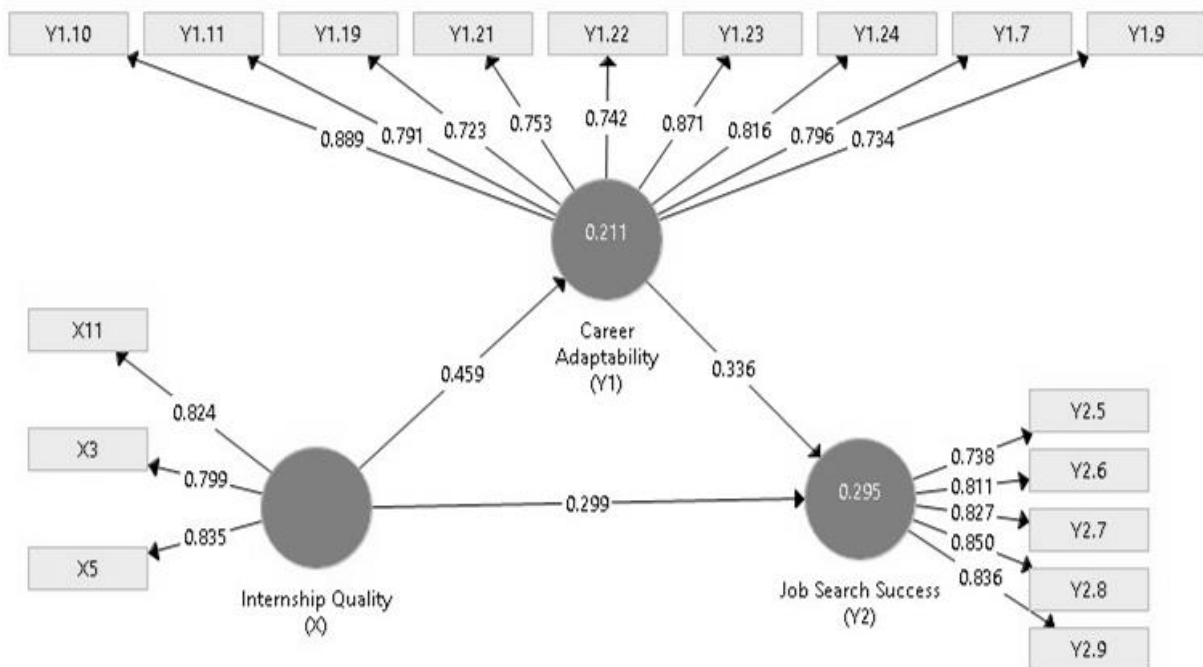 Y1.10 Y1.11 Y1.19 Y1.21 Y1.22 Y1.23 Y1.24 Y1.7 Y1.9
0.889 0.791 0.723 0.753 0.742 0.871 0.816 0.796 0.734
0.211
Career
Adaptability
(Y1)
X11
0.824
X3
0.799
X5
0.835
0.459
0.336
0.299
Internship Quality
(X)
0.295
Job Search Success
(Y2)
0.738
0.811
0.827
0.850
0.836
Y2.5
Y2.6
Y2.7
Y2.8
Y2.9